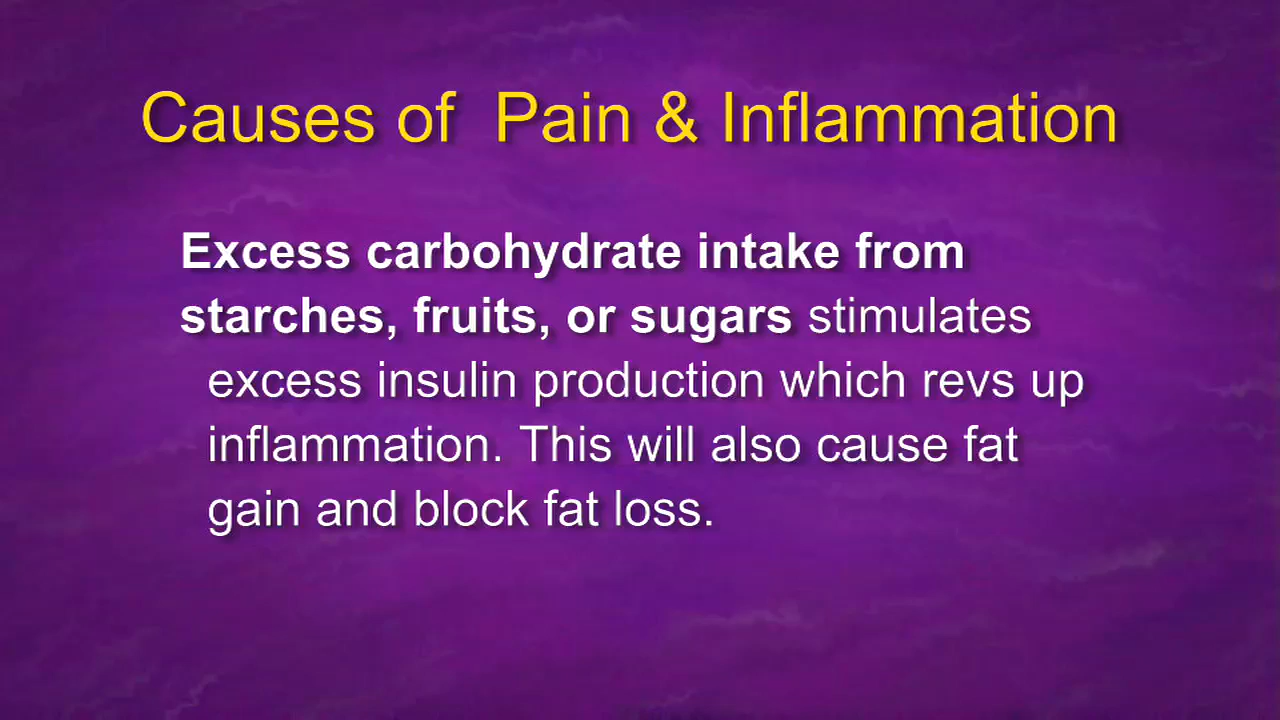 Causes of  Pain & Inflammation
Excess carbohydrate intake from
starches, fruits, or sugars stimulates
excess insulin production which revs up
inflammation. This will also cause fat
gain and block fat loss.